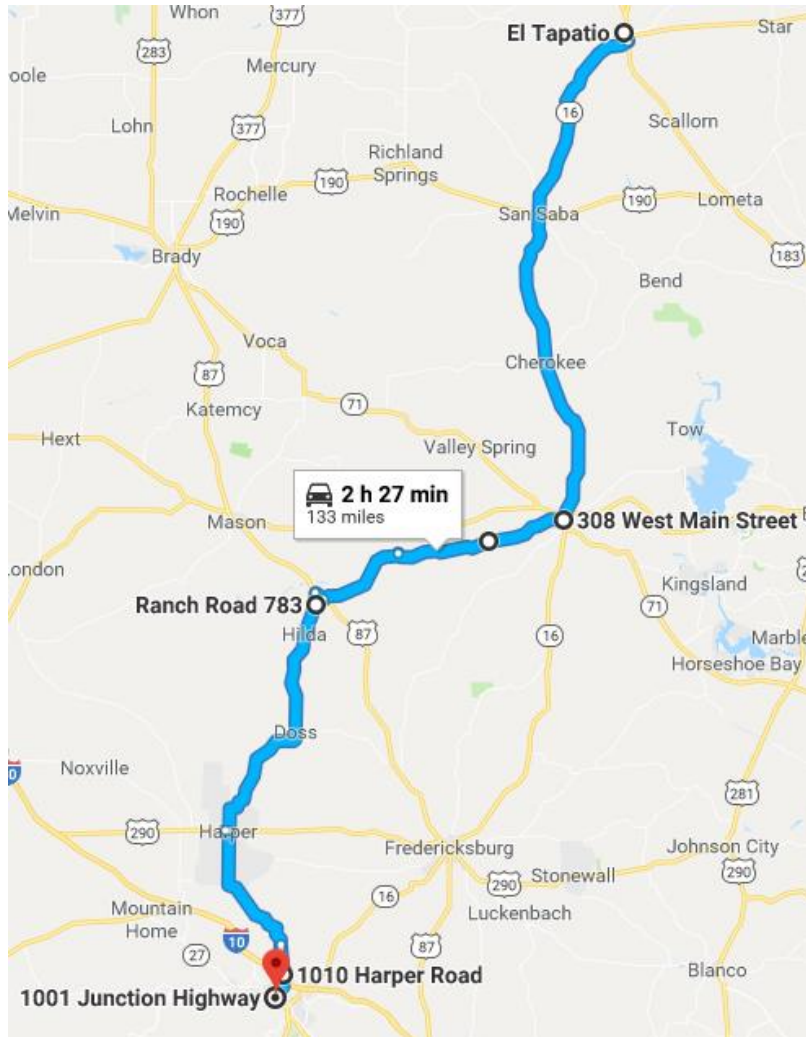 Whon
377
El Tapatio
Star
283
Mercury
oole
16
Lohn
377
Scallorn
Richland
Springs
190
Rochelle
Melvin
190
San Saba
190
Lometa
Brady
183
Bend
Voca
87
Cherokee
71
Katemcy
Tow
Hext
Valley Spring
2 h 27 min
133 miles
Mason
308 West Main Street
London
Kingsland
Ranch Road 783
71
Hilda
87
16
Marble
Horseshoe Bay
Doss
Noxville
281
290
Harper
Fredericksburg
Johnson City
290
Stonewall
290
16
Luckenbach
Mountain
Home
10
87
27
1010 Harper Road
Blanco
1001 Junction Highway